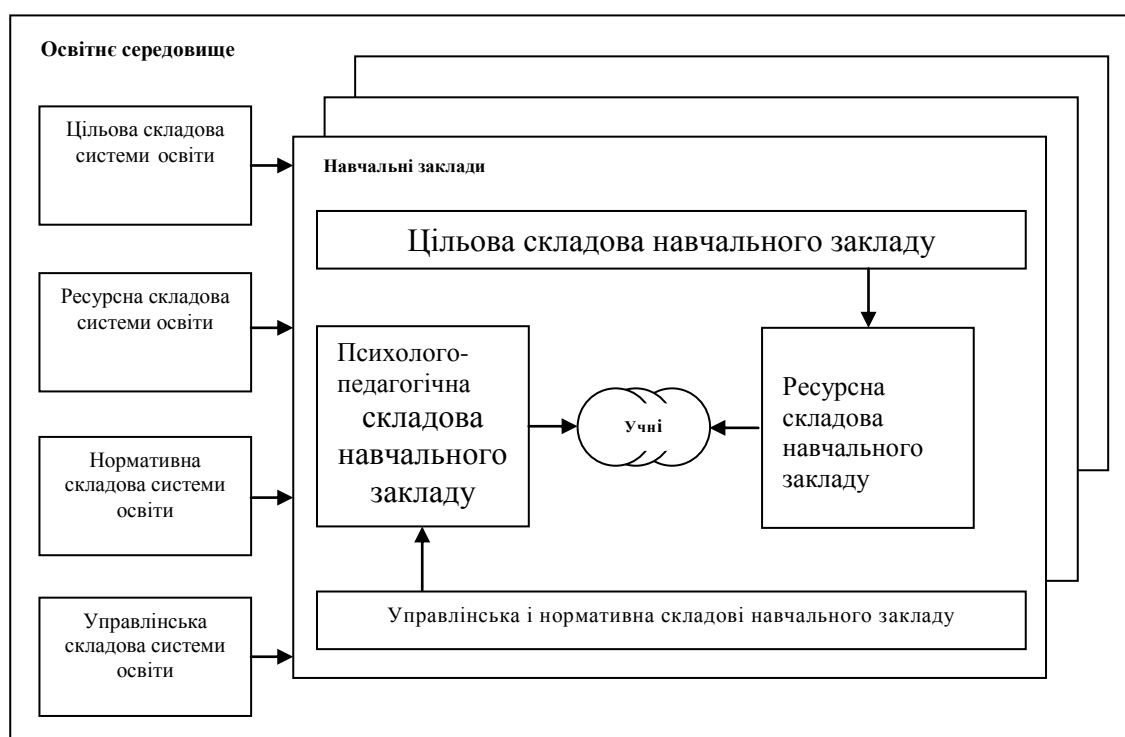 Освітнє середовище
Цільова складова
системи освіти
Ресурсна складова
системи освіти
Нормативна
складова системи
освіти
Управлінська
складова системи
освіти
Навчальні заклади
Цільова складова навчального закладу
Психолого-
педагогічна
складова
навчального
закладу
Учні
Ресурсна
складова
навчального
закладу
Управлінська і нормативна складові навчального закладу